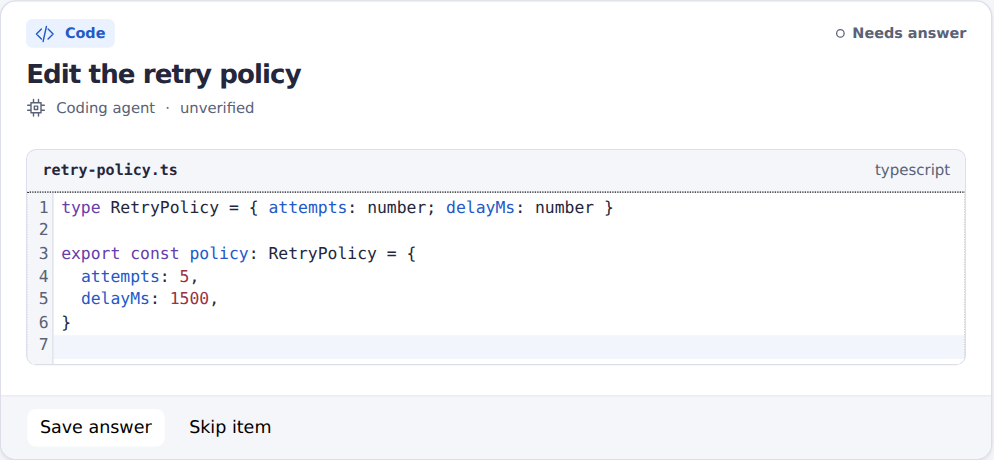 Code
Needs answer
Edit the retry policy
Coding agent · unverified
retry-policy.ts
typescript
1 type RetryPolicy = { attempts: number; delayMs: number }
2
3 export const policy: RetryPolicy = {
4   attempts: 5,
5   delayMs: 1500,
6 }
7
Save answer
Skip item